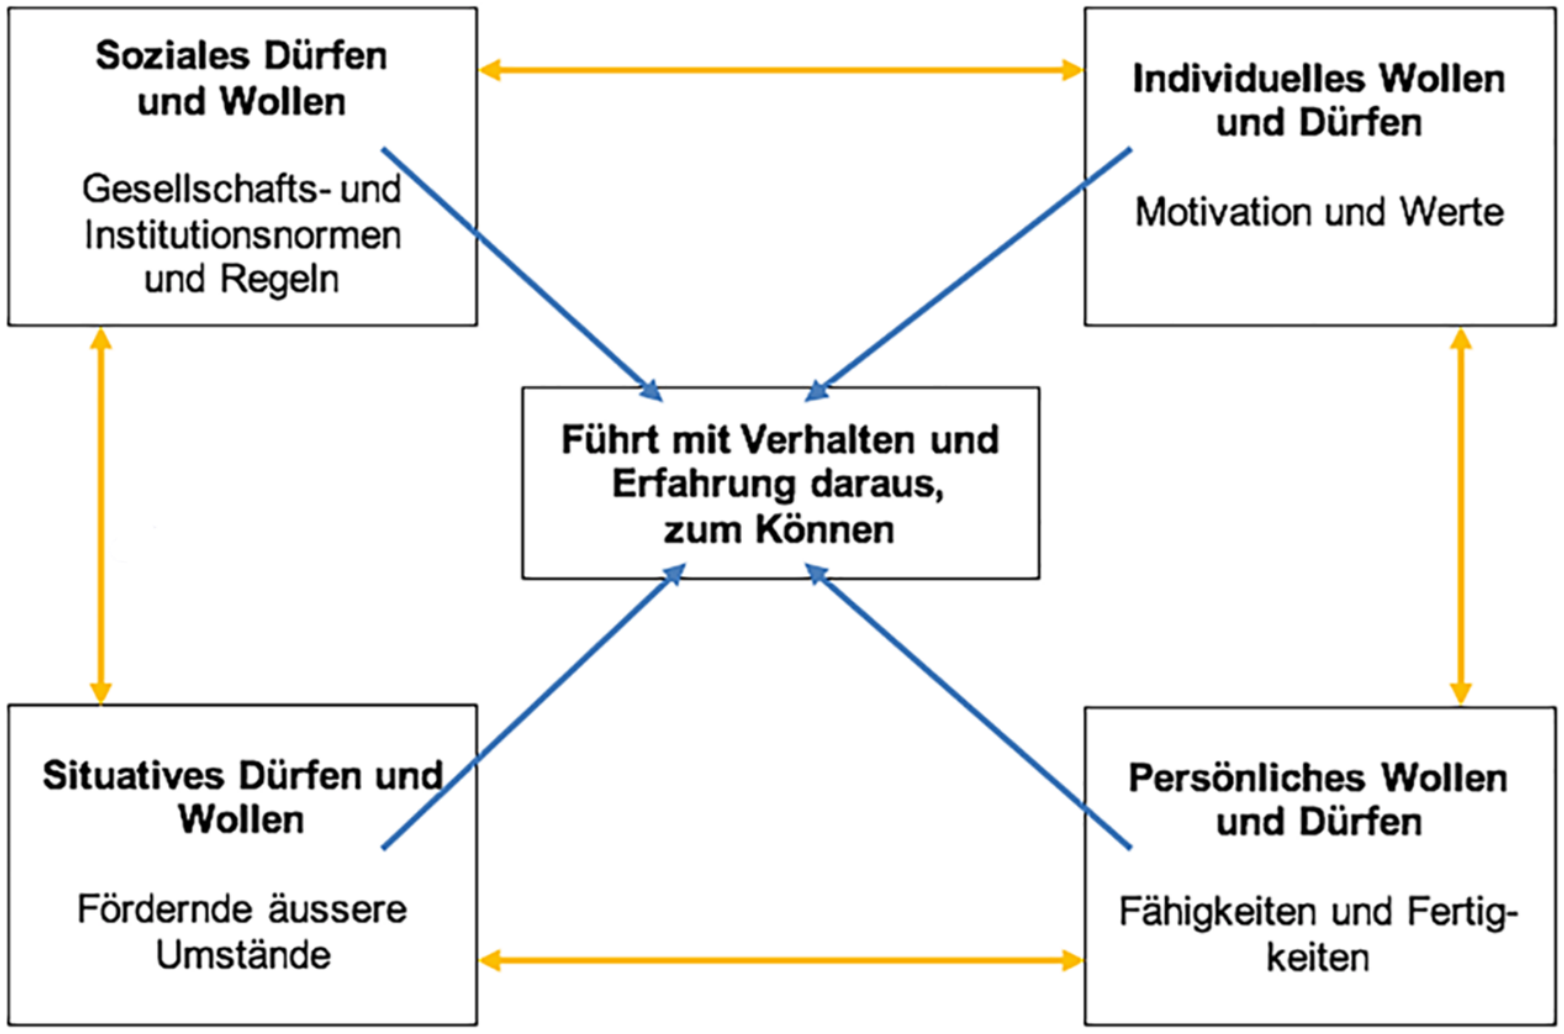 Soziales Dürfen
und Wollen
Gesellschafts- und
Institutionsnormen
und Regeln
Individuelles Wollen
und Dürfen
Motivation und Werte
Führt mit Verhalten und
Erfahrung daraus,
zum Können
Situatives Dürfen und
Wollen
Fördernde äussere
Umstände
Persönliches Wollen
und Dürfen
Fähigkeiten und Fertig-
keiten